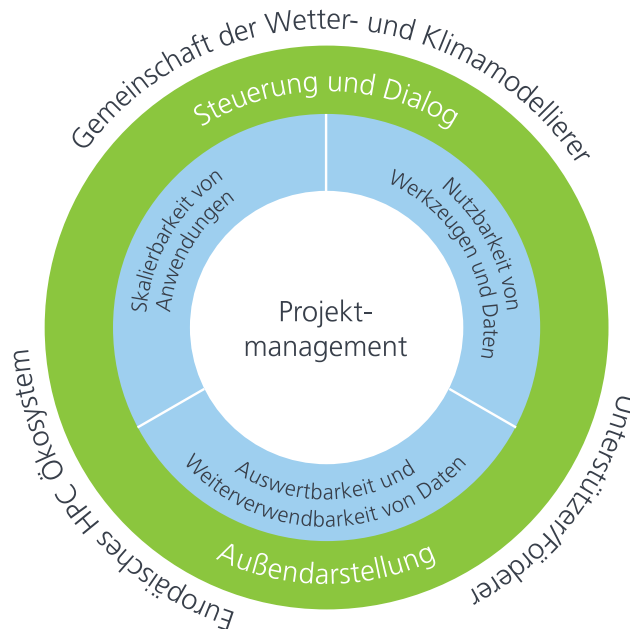 Gemeinschaft der Wetter- und Klimamodellierer
Steuerung und Dialog
Skalierbarkeit von
Anwendungen
Nutzbarkeit von
Werkzeugen und Daten
Projekt-
management
Auswertbarkeit und
Weiterverwendbarkeit von Daten
Außendarstellung
Europäisches HPC Ökosystem
Unterstützer/Förderer